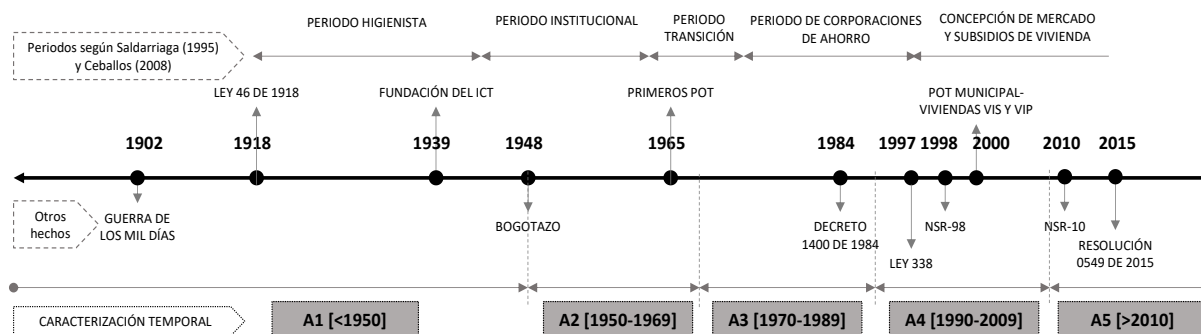 PERIODO HIGIENISTA
PERIODO INSTITUCIONAL
PERIODO
TRANSICIÓN
PERIODO DE CORPORACIONES
DE AHORRO
CONCEPCIÓN DE MERCADO
Y SUBSIDIOS DE VIVIENDA
Periodos según Saldarriaga (1995)
y Ceballos (2008)
LEY 46 DE 1918
FUNDACIÓN DEL ICT
PRIMEROS POT
POT MUNICIPAL-
VIVIENDAS VIS Y VIP
1902
1918
1939
1948
1965
1984
1997
1998
2000
2010
2015
Otros
hechos
GUERRA DE
LOS MIL DÍAS
BOGOTAZO
DECRETO
1400 DE 1984
LEY 338
NSR-98
NSR-10
RESOLUCIÓN
0549 DE 2015
CARACTERIZACIÓN TEMPORAL
A1 [<1950]
A2 [1950-1969]
A3 [1970-1989]
A4 [1990-2009]
A5 [>2010]